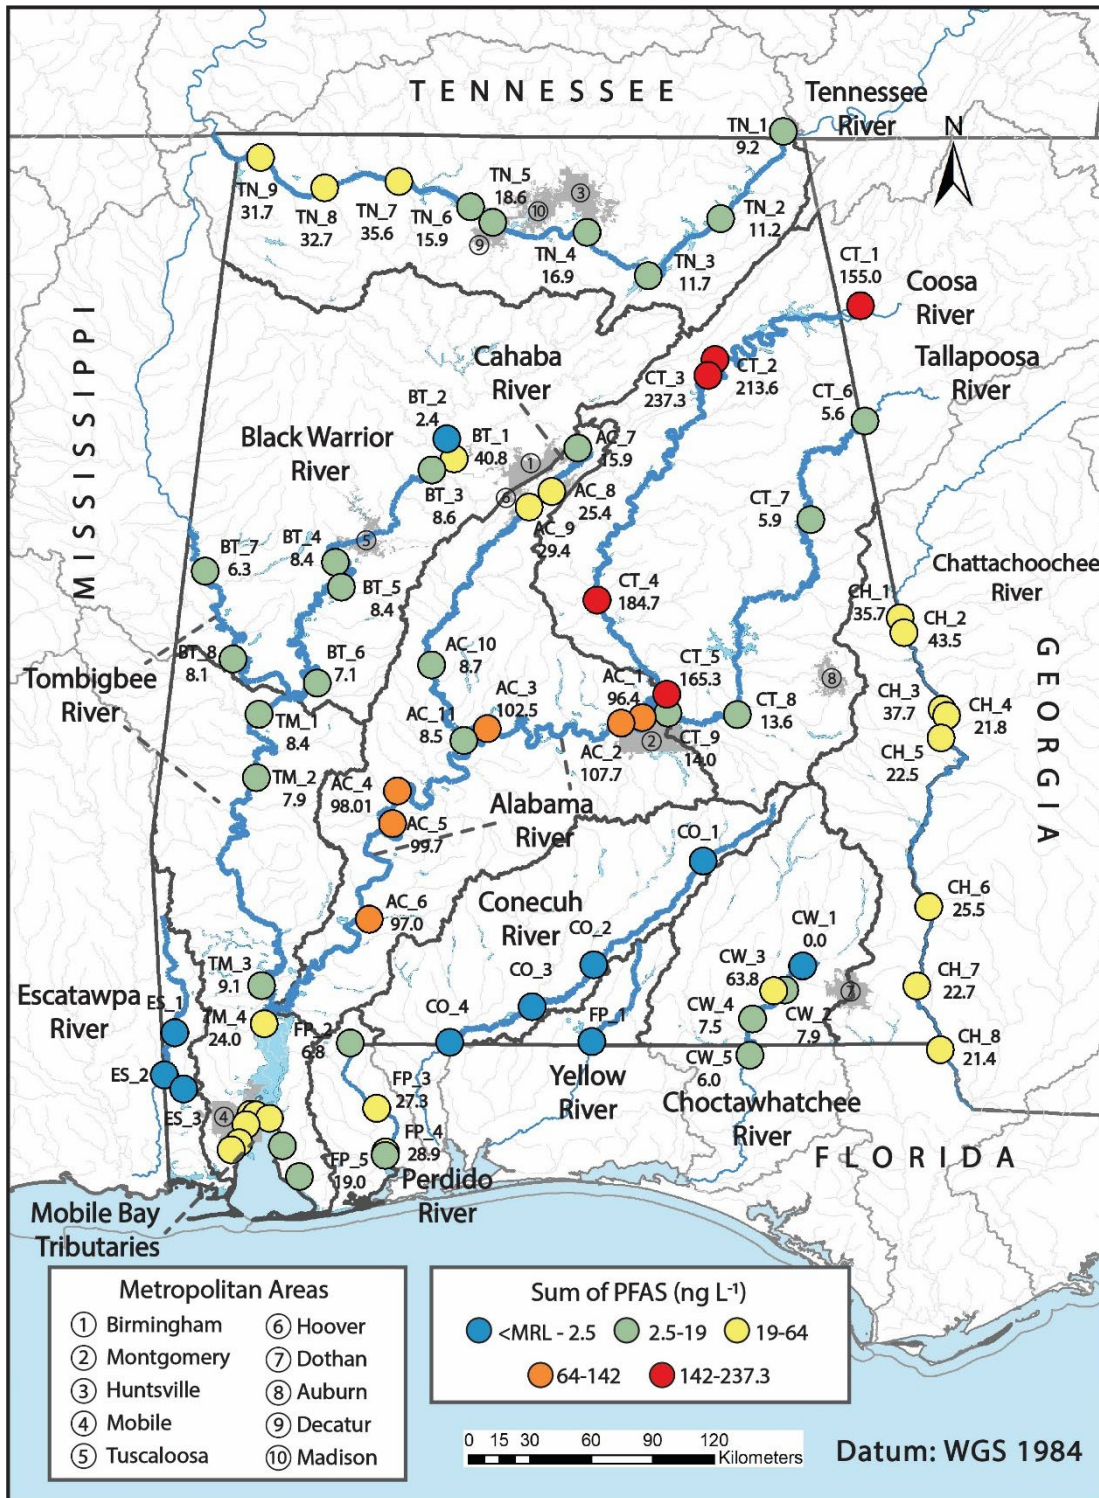 TENNESSEE
Tennessee
River
N
TN_1
9.2
TN_9
31.7
TN_8
32.7
TN_7
35.6
TN_6
15.9
TN_5
18.6
③
⑩
⑨
TN_4
16.9
TN_2
11.2
TN_3
11.7
CT_1
155.0
Coosa
River
Tallapoosa
River
MISSISSIPPI
Cahaba
River
CT_2
213.6
CT_3
237.3
CT_6
5.6
BT_2
2.4
BT_1
40.8
Black Warrior
River
①
AC_7
15.9
BT_3
8.6
⑥
AC_8
25.4
AC_9
29.4
CT_7
5.9
⑤
BT_4
8.4
BT_7
6.3
BT_5
8.4
CT_4
184.7
Chattachoochee
River
CH_1
35.7
CH_2
43.5
GEORGIA
BT_8
8.1
BT_6
7.1
AC_10
8.7
Tombigbee
River
AC_3
102.5
AC_1
96.4
CT_5
165.3
⑧
CH_3
37.7
CH_4
21.8
TM_1
8.4
AC_11
8.5
AC_2
107.7
②
CT_9
14.0
CT_8
13.6
CH_5
22.5
TM_2
7.9
AC_4
98.01
AC_5
99.7
Alabama
River
CO_1
AC_6
97.0
Conecuh
River
CO_2
CW_1
0.0
CH_6
25.5
TM_3
9.1
CO_3
CW_3
63.8
⑦
CH_7
22.7
Escatawpa
River
ES_1
TM_4
24.0
FP_2
6.8
CO_4
FP_1
CW_4
7.5
CW_2
7.9
CH_8
21.4
ES_2
CW_5
6.0
ES_3
④
FP_3
27.3
Yellow
River
Choctawhatchee
River
FP_4
28.9
FP_5
19.0
Perdido
River
FLORIDA
Mobile Bay
Tributaries
Metropolitan Areas
① Birmingham
② Montgomery
③ Huntsville
④ Mobile
⑤ Tuscaloosa
⑥ Hoover
⑦ Dothan
⑧ Auburn
⑨ Decatur
⑩ Madison
Sum of PFAS (ng L⁻¹)
<MRL - 2.5 2.5-19 19-64
64-142 142-237.3
0 15 30 60 90 120
Kilometers
Datum: WGS 1984